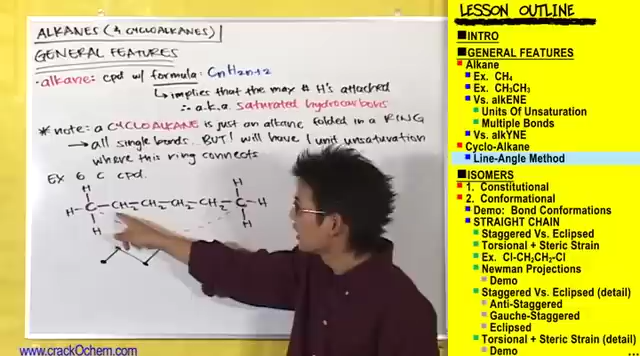 ALKANES (& CYCLOALKANES)
GENERAL FEATURES
• alkane: cpd w/ formula: CnH2n+2
↳ implies that the max # H's attached
∴ a.k.a. saturated hydrocarbons
* note: a CYCLOALKANE is just an alkane folded in a RING
→ all single bonds. BUT! will have 1 unit unsaturation
where this ring connects
EX 6 C cpd.
H H
H-C-CH2-CH2-CH2-CH2-C-H
H H
www.crackOchem.com
LESSON OUTLINE
INTRO
GENERAL FEATURES
Alkane
Ex. CH4
Ex. CH3CH3
Vs. alkENE
Units Of Unsaturation
Multiple Bonds
Vs. alkYNE
Cyclo-Alkane
Line-Angle Method
ISOMERS
1. Constitutional
2. Conformational
Demo: Bond Conformations
STRAIGHT CHAIN
Staggered Vs. Eclipsed
Torsional + Steric Strain
Ex. Cl-CH2CH2-Cl
Newman Projections
Demo
Staggered Vs. Eclipsed (detail)
Anti-Staggered
Gauche-Staggered
Eclipsed
Torsional + Steric Strain (detail)
Demo